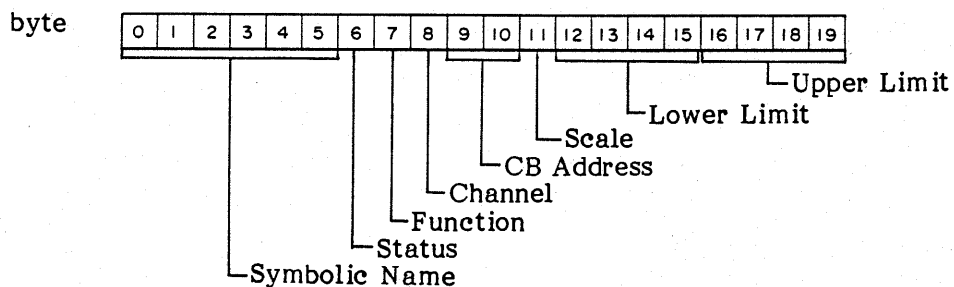 byte 0 1 2 3 4 5 6 7 8 9 10 11 12 13 14 15 16 17 18 19
Upper Limit
Lower Limit
Scale
CB Address
Channel
Function
Status
Symbolic Name